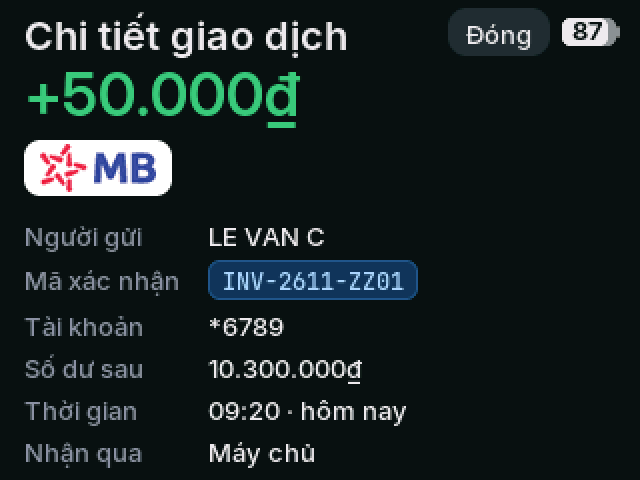 Chi tiết giao dịch
Đóng
87
+50.000₫
MB
Người gửi LE VAN C
Mã xác nhận INV-2611-ZZ01
Tài khoản *6789
Số dư sau 10.300.000₫
Thời gian 09:20 · hôm nay
Nhận qua Máy chủ